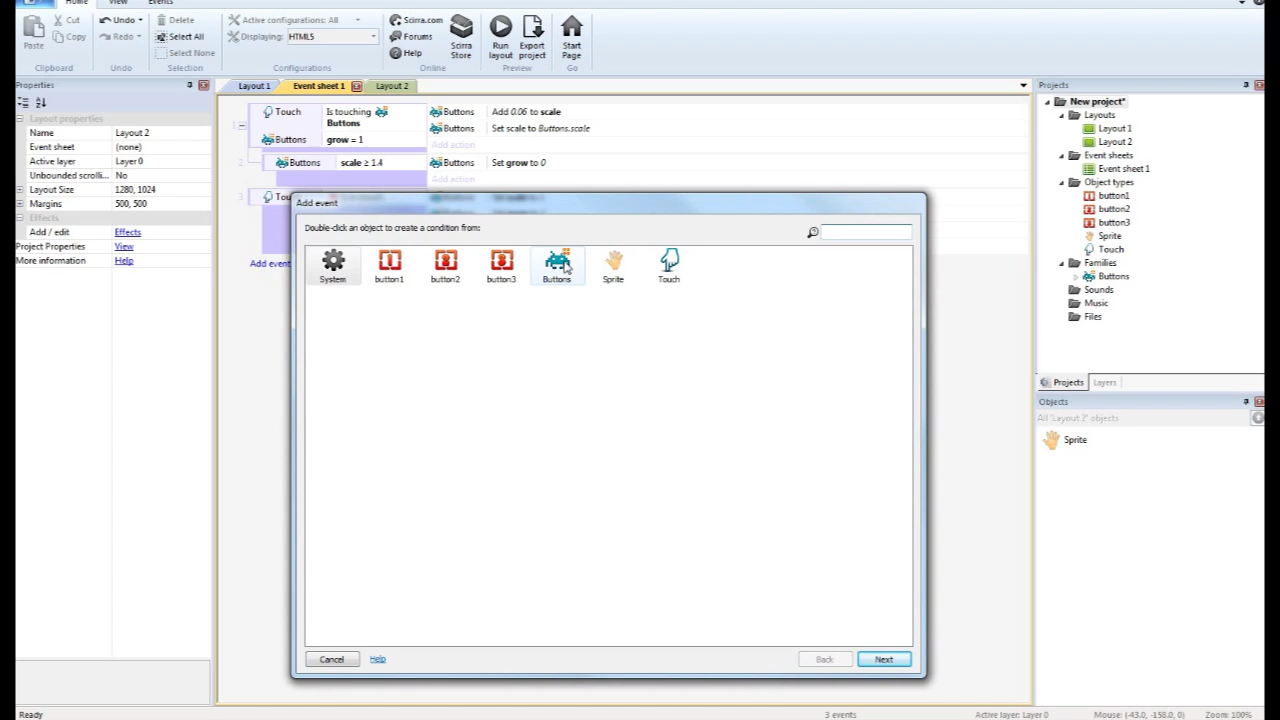 Home View Events
Cut Undo Delete Active configurations: All Scirra.com
Paste Copy Redo Select All Displaying: HTML5 Forums Scirra Store Run layout Export project Start Page
Select None Help
Clipboard Undo Selection Configurations Online Preview Go
Properties
Layout properties
Name Layout 2
Event sheet (none)
Active layer Layer 0
Unbounded scrolli... No
Layout Size 1280, 1024
Margins 500, 500
Effects
Add / edit Effects
Project Properties View
More information Help
Layout 1 Event sheet 1 Layout 2
1 Touch Is touching Buttons Buttons Add 0.06 to scale
Buttons grow = 1 Buttons Set scale to Buttons.scale
Add action
2 Buttons scale ≥ 1.4 Buttons Set grow to 0
Add action
3
Add event
Add event
Double-click an object to create a condition from:
System button1 button2 button3 Buttons Sprite Touch
Cancel Help Back Next
Projects
New project*
Layouts
Layout 1
Layout 2
Event sheets
Event sheet 1
Object types
button1
button2
button3
Sprite
Touch
Families
Buttons
Sounds
Music
Files
Projects Layers
Objects
All 'Layout 2' objects
Sprite
Ready 3 events Active layer: Layer 0 Mouse: (-43.0, -158.0, 0) Zoom: 100%